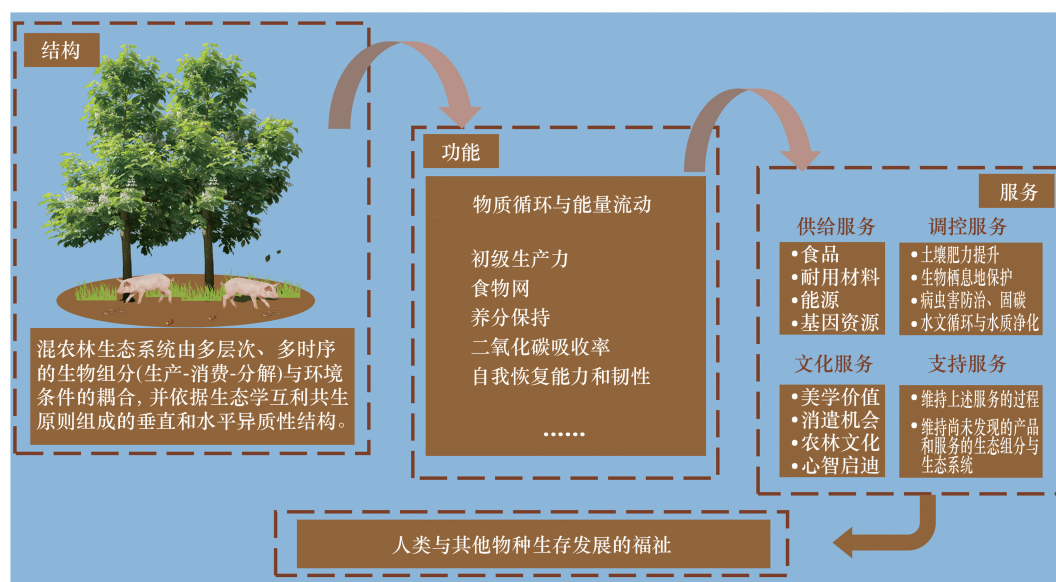 结构
混农林生态系统由多层次、多时序
的生物组分(生产-消费-分解)与环境
条件的耦合,并依据生态学互利共生
原则组成的垂直和水平异质性结构。
功能
物质循环与能量流动
初级生产力
食物网
养分保持
二氧化碳吸收率
自我恢复能力和韧性
……
服务
供给服务
•食品
•耐用材料
•能源
•基因资源
调控服务
•土壤肥力提升
•生物栖息地保护
•病虫害防治、固碳
•水文循环与水质净化
文化服务
•美学价值
•消遣机会
•农林文化
•心智启迪
支持服务
•维持上述服务的过程
•维持尚未发现的产品
和服务的生态组分与
生态系统
人类与其他物种生存发展的福祉